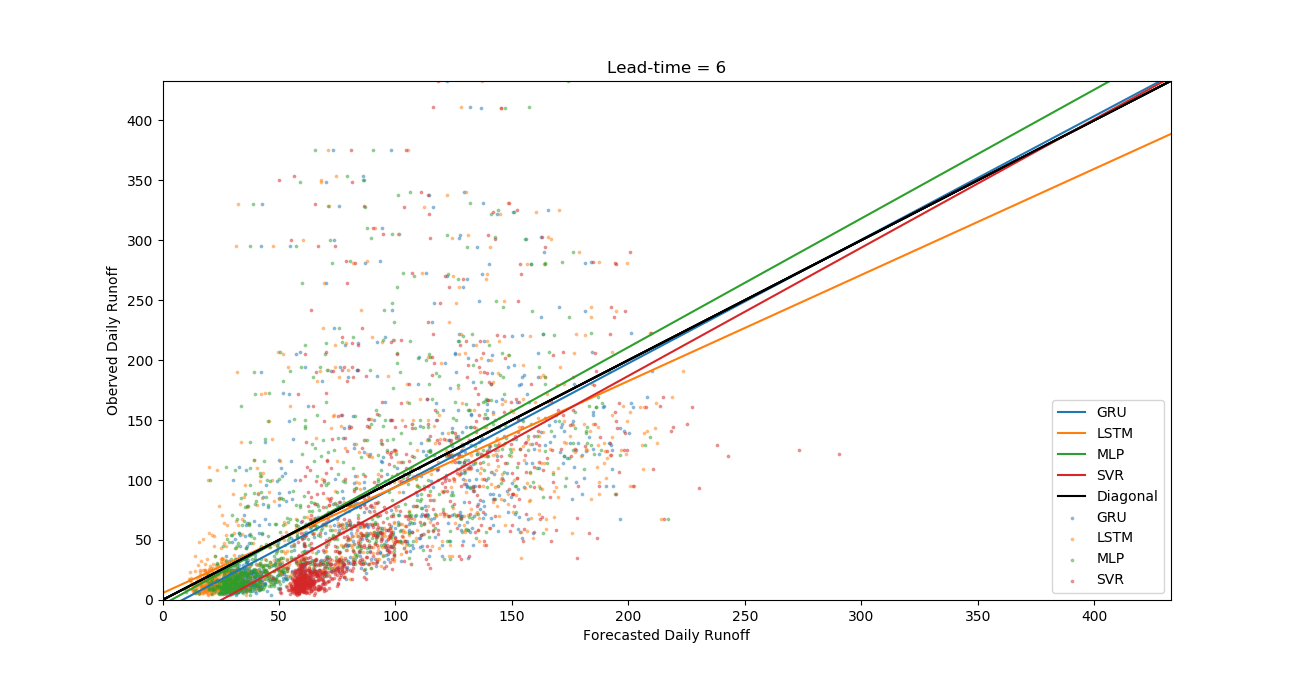 Lead-time = 6
Oberved Daily Runoff
400
350
300
250
200
150
100
50
0
0 50 100 150 200 250 300 350 400
Forecasted Daily Runoff
GRU
LSTM
MLP
SVR
Diagonal
GRU
LSTM
MLP
SVR